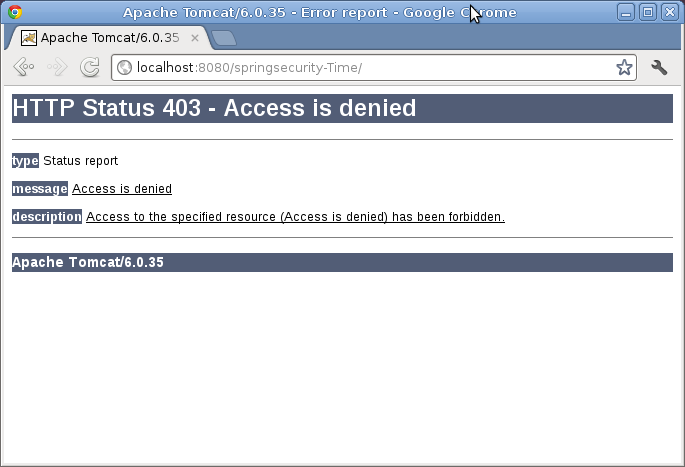 Apache Tomcat/6.0.35 - Error report - Google Chrome
Apache Tomcat/6.0.35
localhost:8080/springsecurity-Time/
HTTP Status 403 - Access is denied
type Status report
message Access is denied
description Access to the specified resource (Access is denied) has been forbidden.
Apache Tomcat/6.0.35